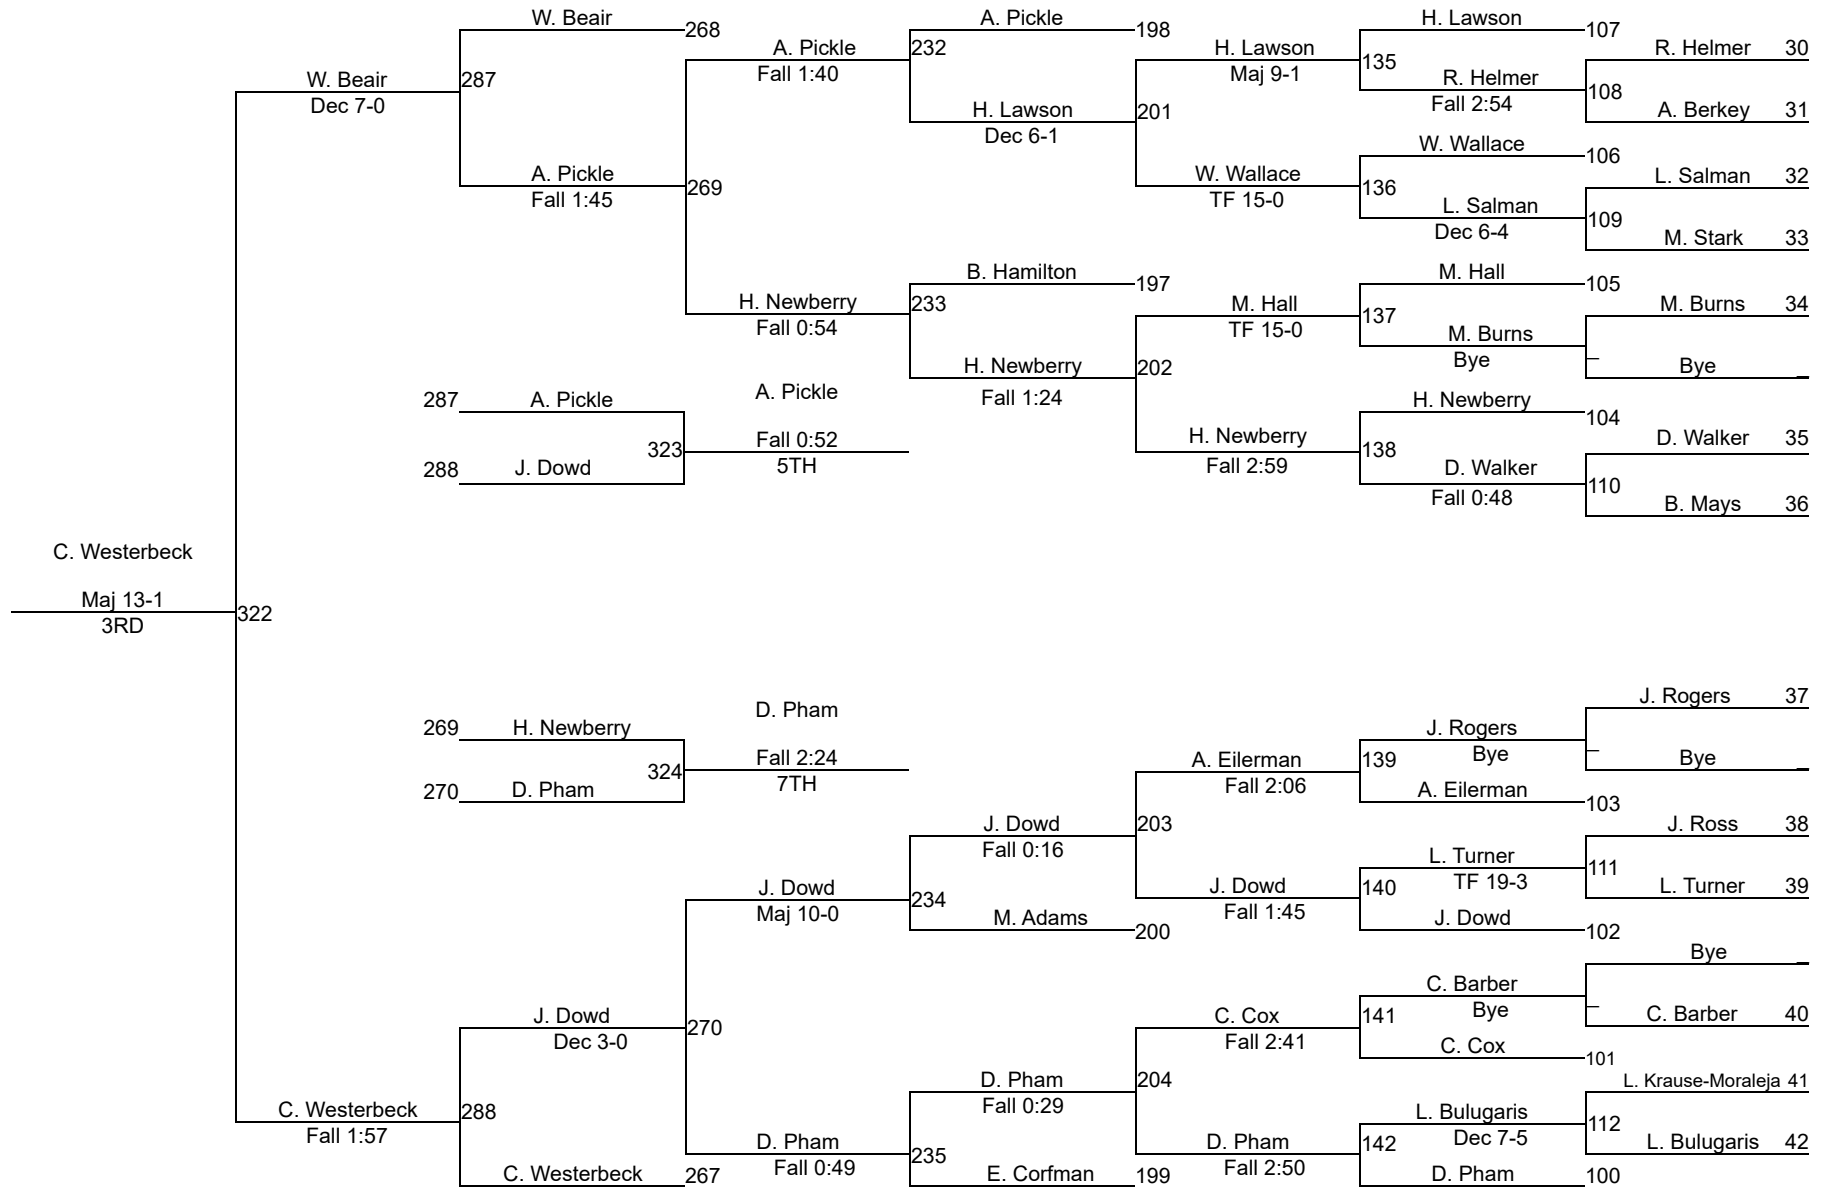 W. Beair
268
A. Pickle
198
H. Lawson
107
287
W. Beair
Dec 7-0
A. Pickle
Fall 1:40
232
H. Lawson
Maj 9-1
135
R. Helmer 30
R. Helmer
Fall 2:54
108
A. Berkey 31
H. Lawson
Dec 6-1
201
W. Wallace
106
A. Pickle
Fall 1:45
269
W. Wallace
TF 15-0
136
L. Salman 32
L. Salman
Dec 6-4
109
M. Stark 33
B. Hamilton
197
M. Hall
105
H. Newberry
Fall 0:54
233
M. Hall
TF 15-0
137
M. Burns 34
M. Burns
Bye
_
Bye _
H. Newberry
Fall 1:24
202
287
A. Pickle
288
J. Dowd
323
A. Pickle
Fall 0:52
5TH
H. Newberry
104
H. Newberry
Fall 2:59
138
D. Walker 35
D. Walker
Fall 0:48
110
B. Mays 36
C. Westerbeck
Maj 13-1
3RD
322
269
H. Newberry
270
D. Pham
324
D. Pham
Fall 2:24
7TH
J. Rogers 37
J. Rogers
Bye
_
Bye _
A. Eilerman
Fall 2:06
139
A. Eilerman
103
J. Dowd
Fall 0:16
203
J. Ross 38
L. Turner
TF 19-3
111
L. Turner 39
J. Dowd
Maj 10-0
234
J. Dowd
Fall 1:45
140
M. Adams
200
J. Dowd
102
Bye _
C. Barber
Bye
_
C. Barber 40
J. Dowd
Dec 3-0
270
C. Cox
Fall 2:41
141
C. Cox
101
D. Pham
Fall 0:29
204
L. Krause-Moraleja 41
C. Westerbeck
Fall 1:57
288
L. Bulugaris
Dec 7-5
112
L. Bulugaris 42
D. Pham
Fall 0:49
235
D. Pham
Fall 2:50
142
C. Westerbeck
267
E. Corfman
199
D. Pham
100